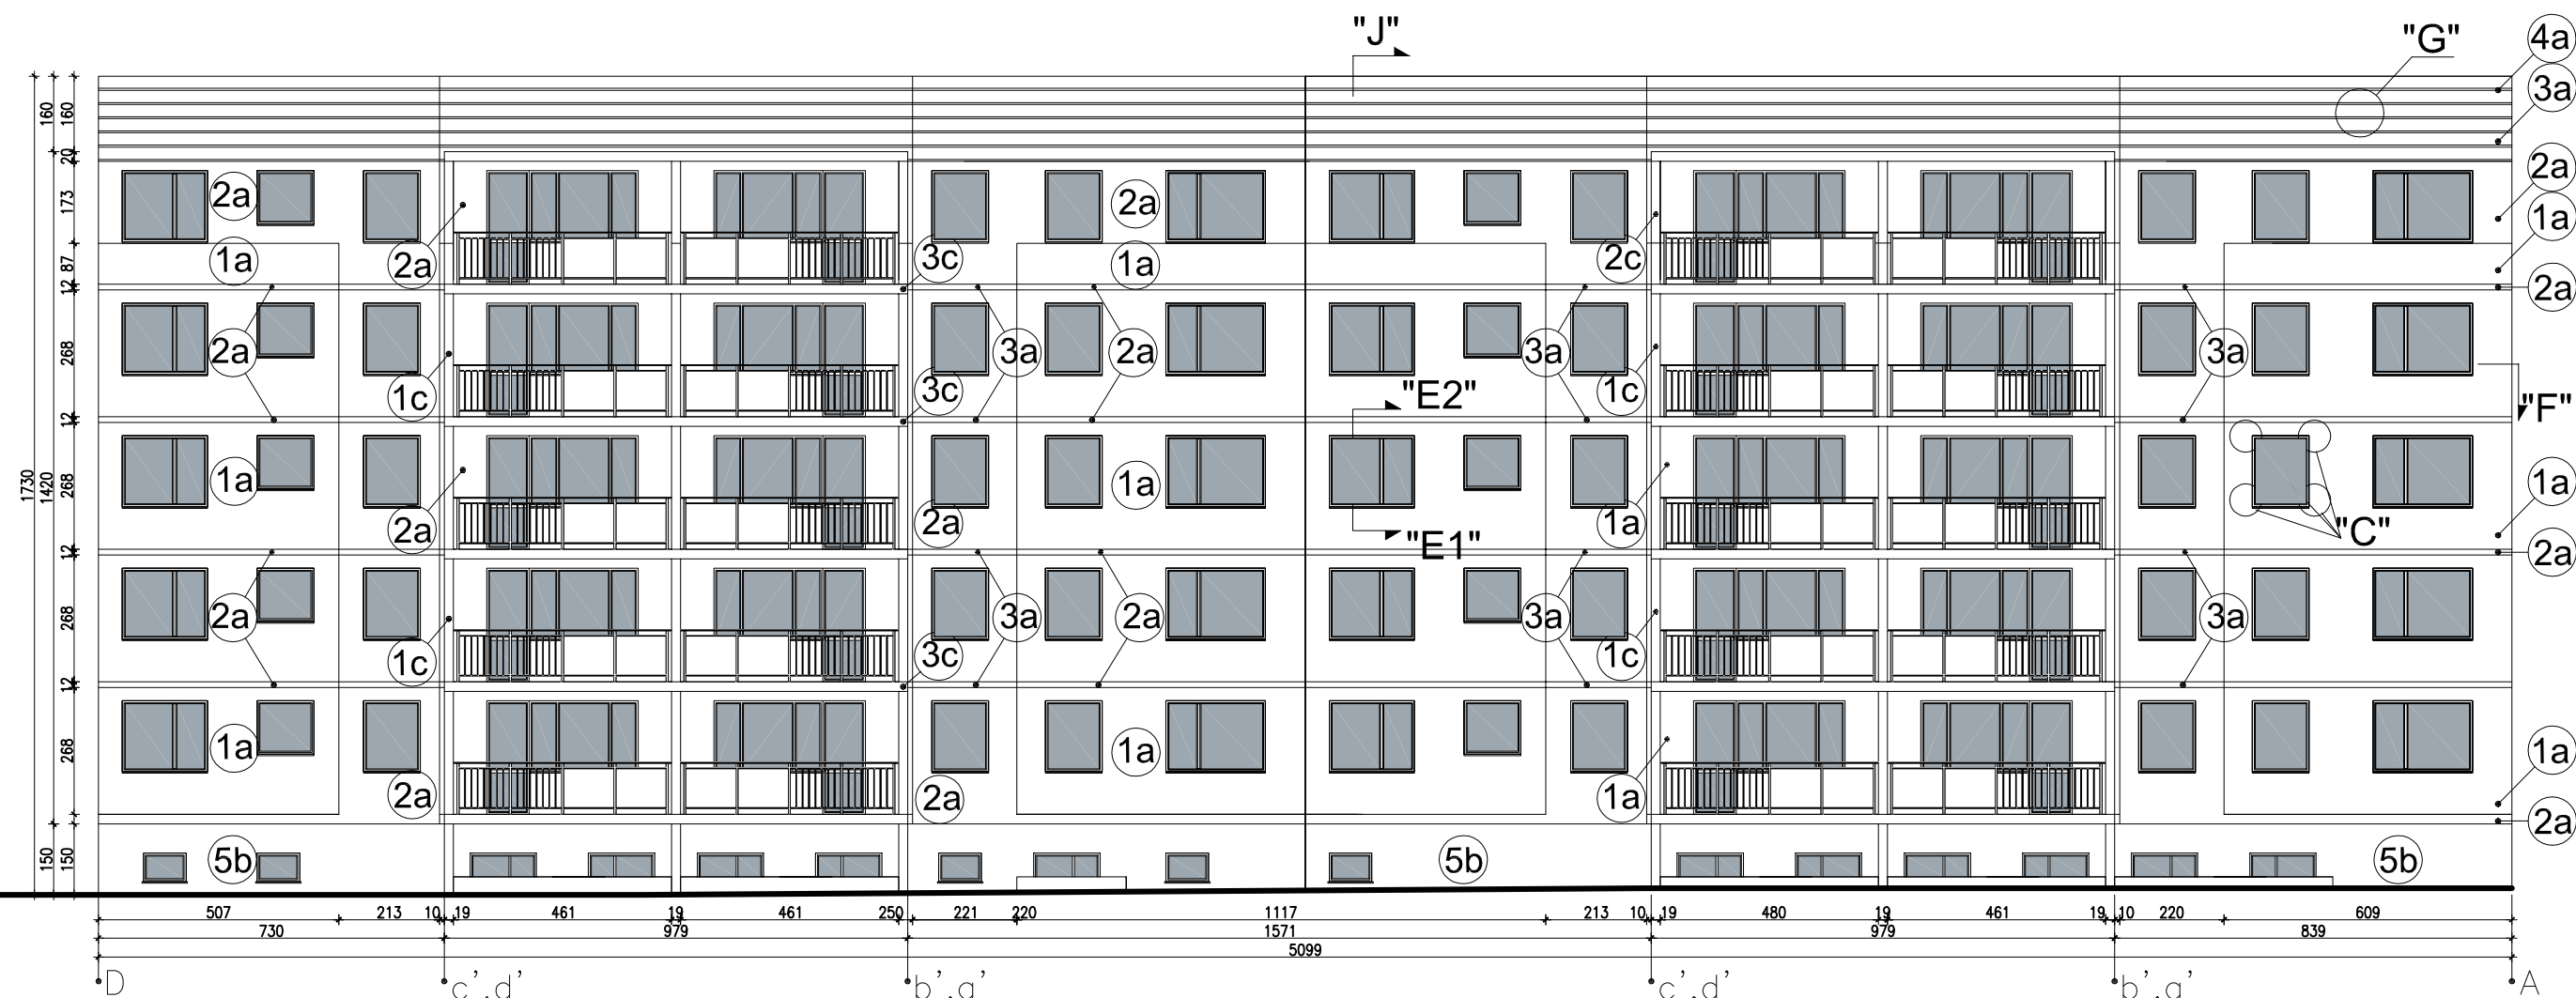 "J"
"G"
4a
3a
160 160
20
2a 2a 2a
173
1a
2a 3c 2c
1a 1a
87
12
2a
2a 3a 2a 3a 3a
268
1c 3c "E2" 1c
"F"
12
1a 1a 1a
1730 1420 268
2a 2a 1a
"E1" "C"
12
2a
2a 3a 2a 3a 3a
268
1c 3c 1c
12
1a 1a 1a
268
2a 2a 1a
2a
150 150
5b 5b 5b
507 213 10 19 461 19 461 250 221 220 1117 213 10 19 480 19 461 19 10 220 609
730 979 1571 979 839
5099
D c',d' b',a' c',d' b',a' A